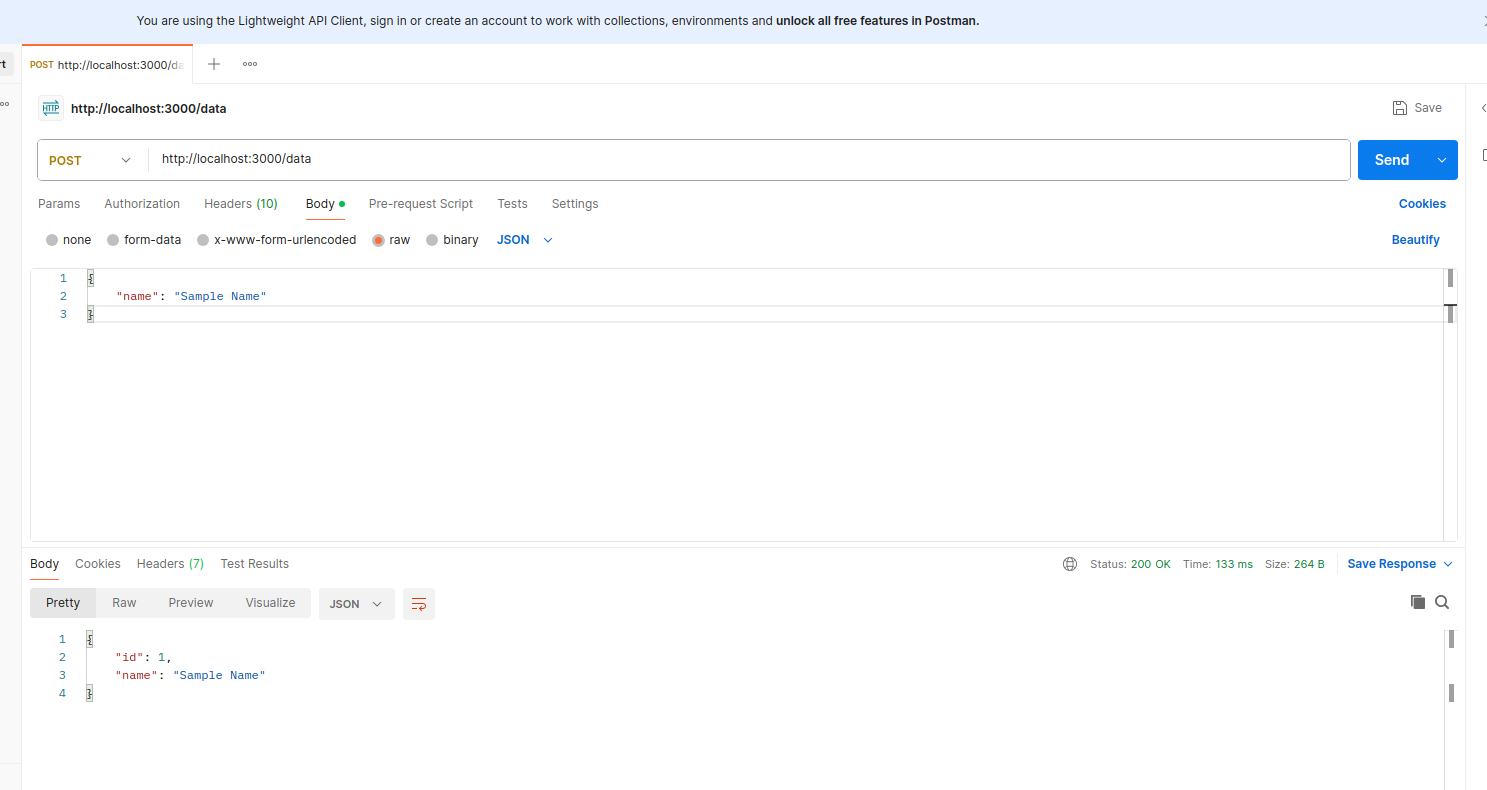 You are using the Lightweight API Client, sign in or create an account to work with collections, environments and unlock all free features in Postman.
rt POST http://localhost:3000/da
HTTP http://localhost:3000/data Save
POST http://localhost:3000/data Send
Params Authorization Headers (10) Body Pre-request Script Tests Settings Cookies
none form-data x-www-form-urlencoded raw binary JSON Beautify
1 {
2 "name": "Sample Name"
3 }
Body Cookies Headers (7) Test Results Status: 200 OK Time: 133 ms Size: 264 B Save Response
Pretty Raw Preview Visualize JSON
1 {
2 "id": 1,
3 "name": "Sample Name"
4 }